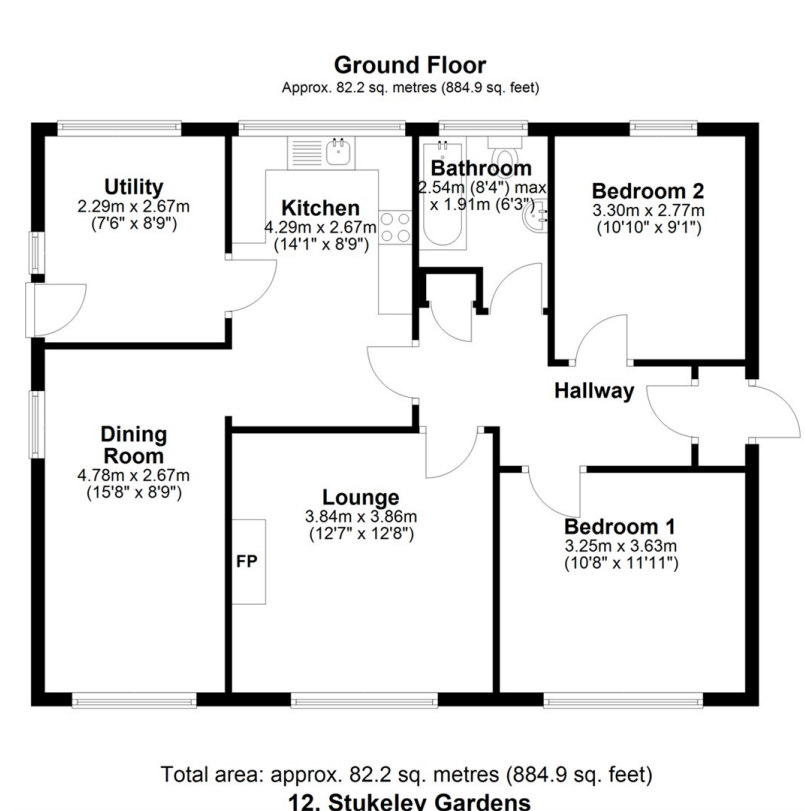 Ground Floor
Approx. 82.2 sq. metres (884.9 sq. feet)
Utility
2.29m x 2.67m
(7'6" x 8'9")
Kitchen
4.29m x 2.67m
(14'1" x 8'9")
Bathroom
2.54m (8'4") max
x 1.91m (6'3")
Bedroom 2
3.30m x 2.77m
(10'10" x 9'1")
Hallway
Dining
Room
4.78m x 2.67m
(15'8" x 8'9")
Lounge
3.84m x 3.86m
(12'7" x 12'8")
FP
Bedroom 1
3.25m x 3.63m
(10'8" x 11'11")
Total area: approx. 82.2 sq. metres (884.9 sq. feet)
12, Stukeley Gardens